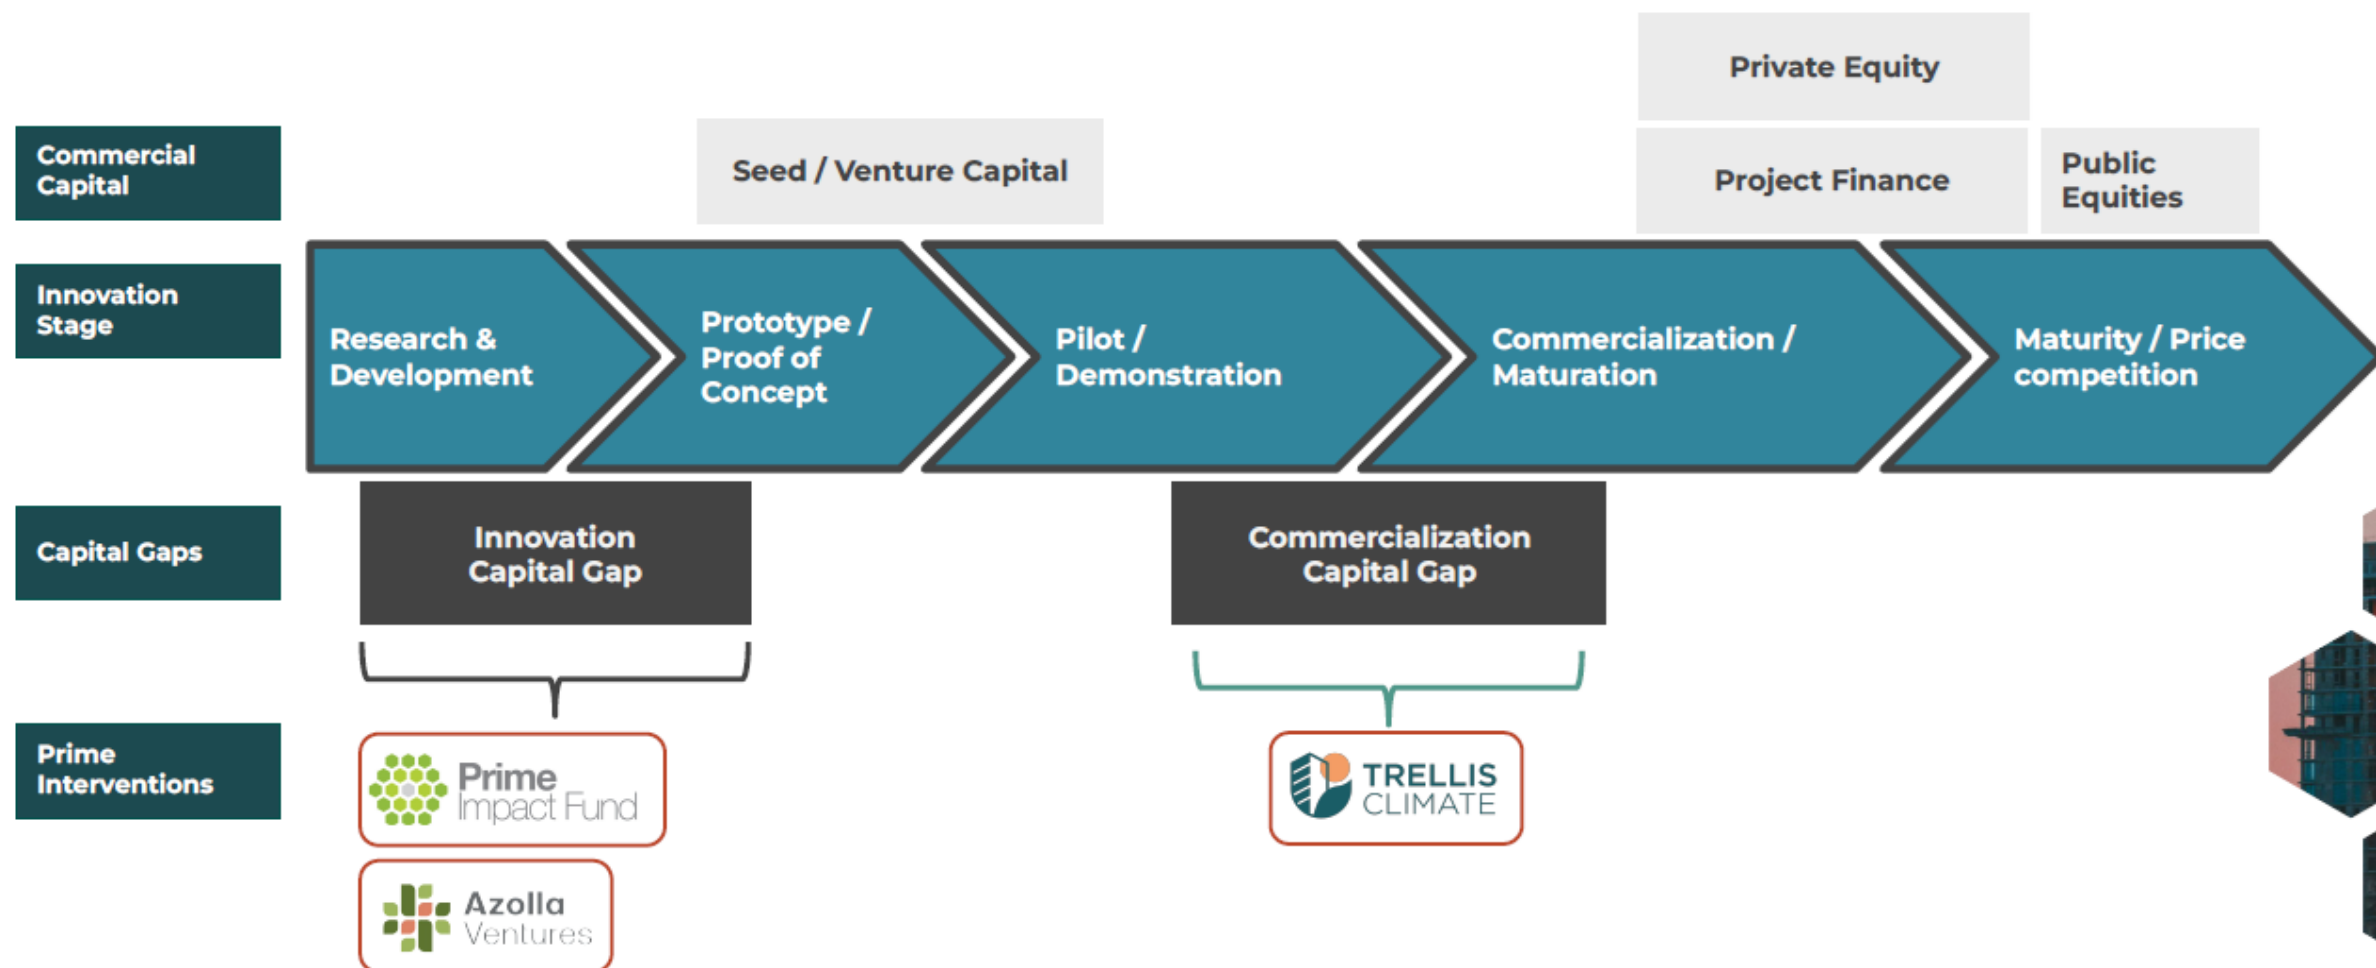 Private Equity
Commercial
Capital
Seed / Venture Capital
Project Finance
Public
Equities
Innovation
Stage
Research &
Development
Prototype /
Proof of
Concept
Pilot /
Demonstration
Commercialization /
Maturation
Maturity / Price
competition
Capital Gaps
Innovation
Capital Gap
Commercialization
Capital Gap
Prime
Interventions
Prime
Impact Fund
TRELLIS
CLIMATE
Azolla
Ventures